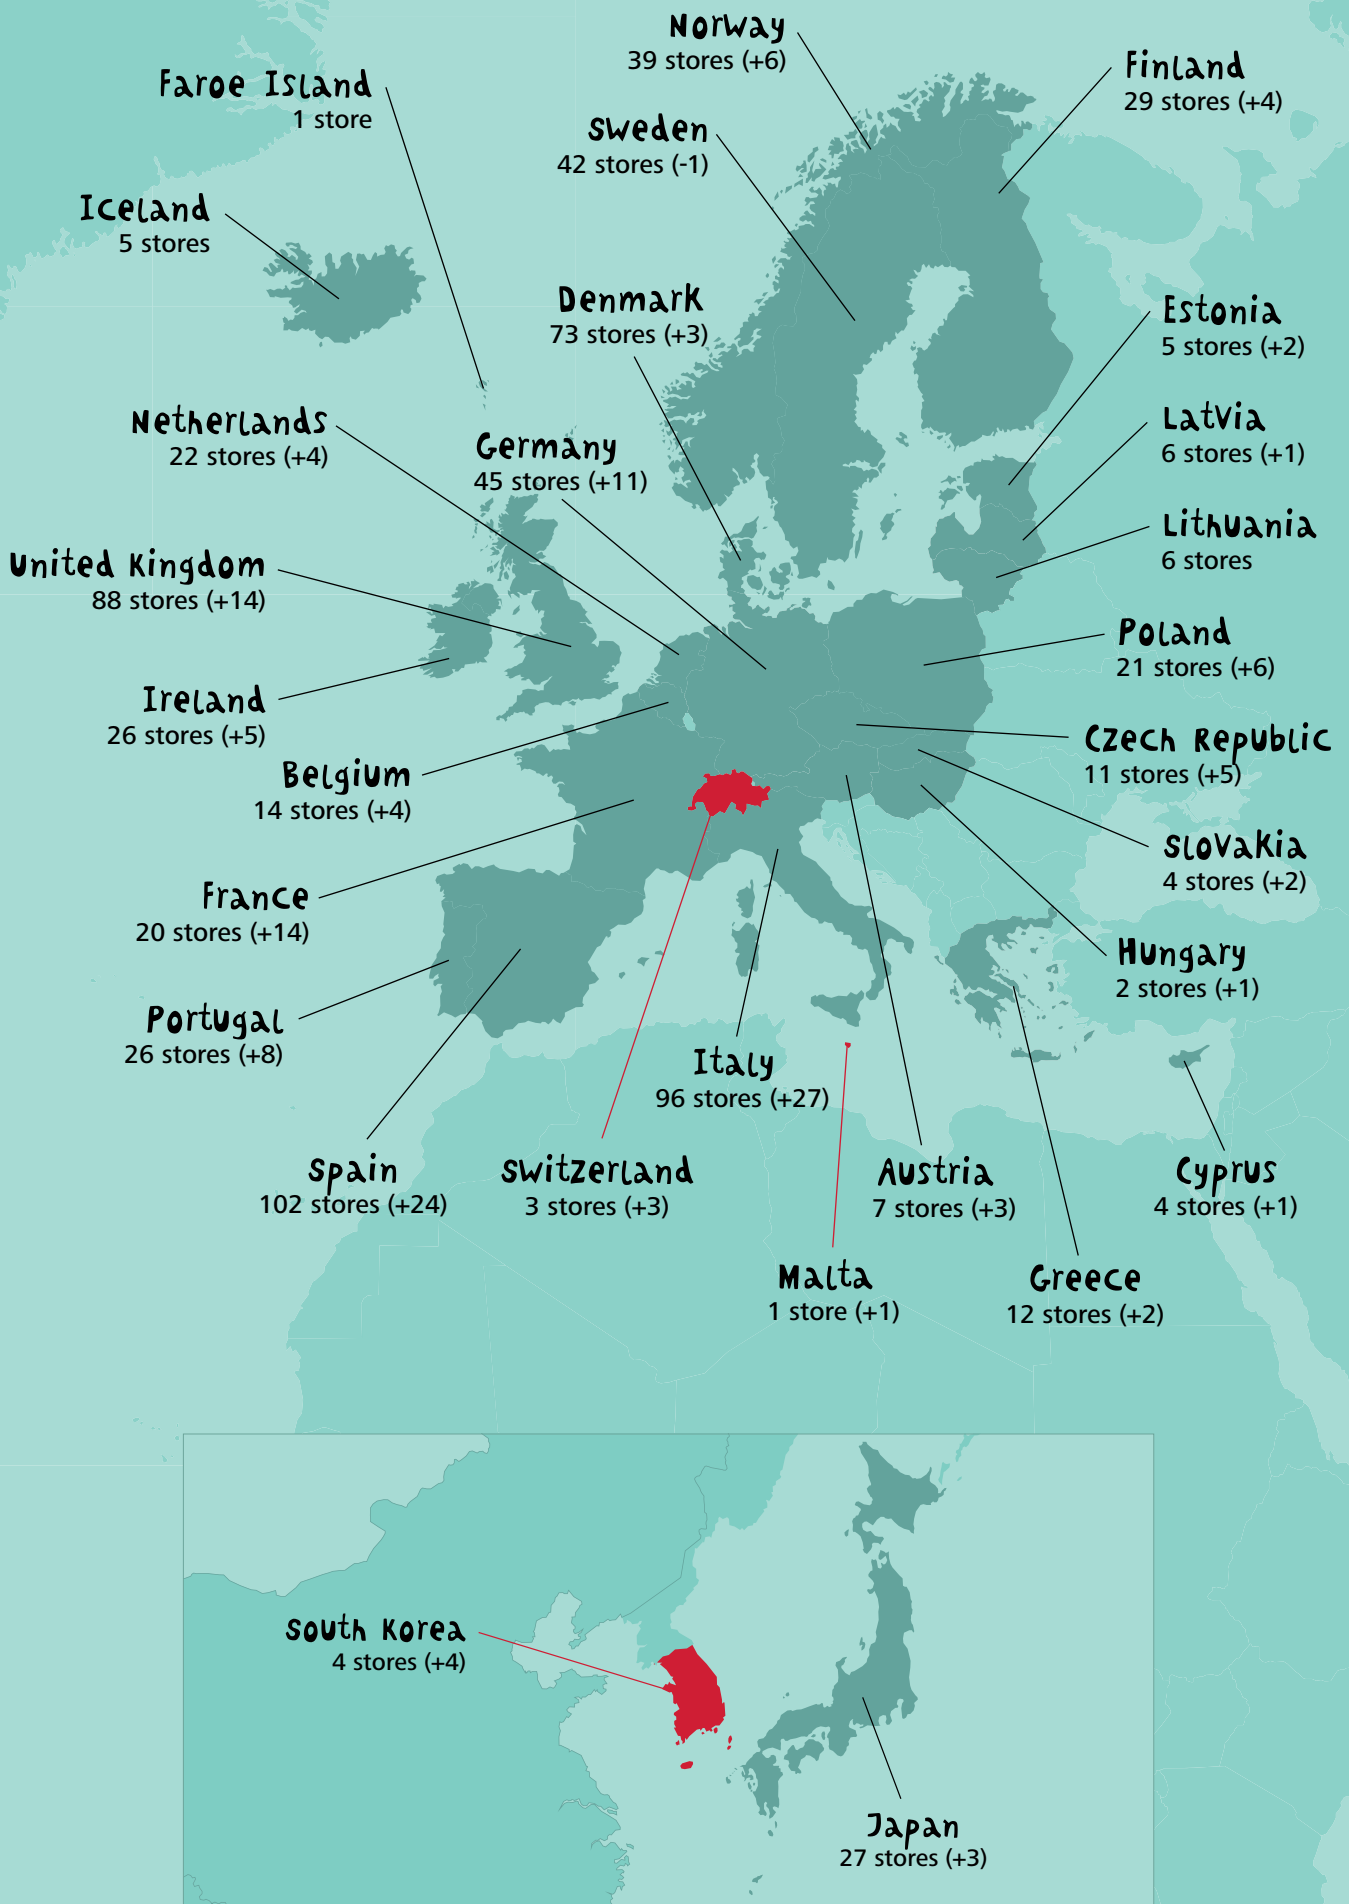 Norway
39 stores (+6)
Finland
29 stores (+4)
Faroe Island
1 store
Sweden
42 stores (-1)
Iceland
5 stores
Denmark
73 stores (+3)
Estonia
5 stores (+2)
Netherlands
22 stores (+4)
Germany
45 stores (+11)
Latvia
6 stores (+1)
Lithuania
6 stores
United Kingdom
88 stores (+14)
Poland
21 stores (+6)
Ireland
26 stores (+5)
Czech Republic
11 stores (+5)
Belgium
14 stores (+4)
Slovakia
4 stores (+2)
France
20 stores (+14)
Hungary
2 stores (+1)
Portugal
26 stores (+8)
Italy
96 stores (+27)
Spain
102 stores (+24)
Switzerland
3 stores (+3)
Austria
7 stores (+3)
Cyprus
4 stores (+1)
Malta
1 store (+1)
Greece
12 stores (+2)
South Korea
4 stores (+4)
Japan
27 stores (+3)